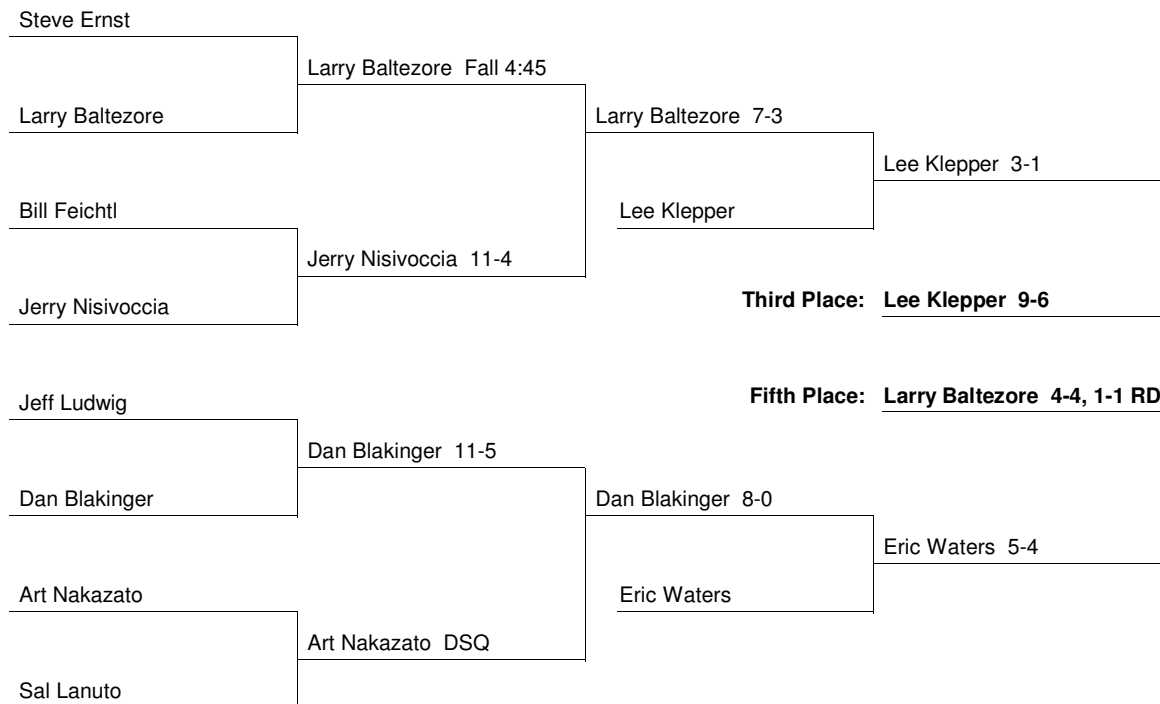 Steve Ernst
Larry Baltezore Fall 4:45
Larry Baltezore
Larry Baltezore 7-3
Lee Klepper 3-1
Bill Feichtl
Lee Klepper
Jerry Nisivoccia 11-4
Jerry Nisivoccia
Third Place: Lee Klepper 9-6
Jeff Ludwig
Fifth Place: Larry Baltezore 4-4, 1-1 RD
Dan Blakinger 11-5
Dan Blakinger
Dan Blakinger 8-0
Eric Waters 5-4
Art Nakazato
Eric Waters
Art Nakazato DSQ
Sal Lanuto